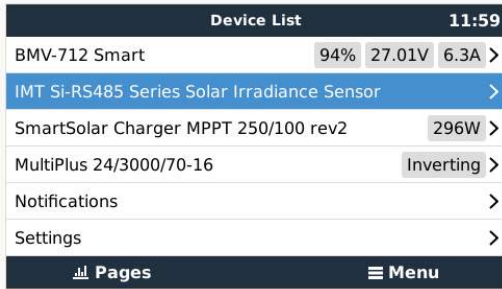 Device List 11:59
BMV-712 Smart 94% 27.01V 6.3A
IMT Si-RS485 Series Solar Irradiance Sensor
SmartSolar Charger MPPT 250/100 rev2 296W
MultiPlus 24/3000/70-16 Inverting
Notifications
Settings
Pages Menu